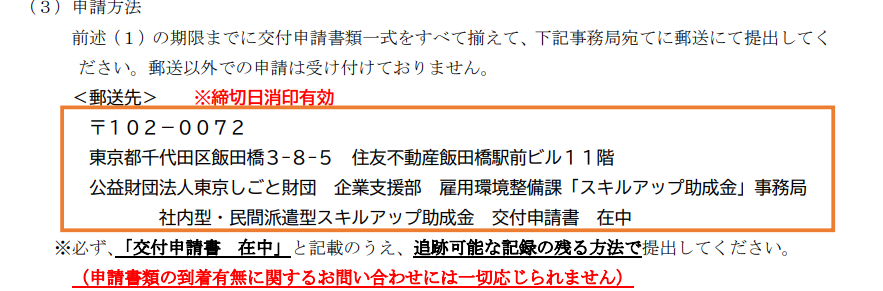 （３）申請方法
前述（１）の期限までに交付申請書類一式をすべて揃えて、下記事務局宛てに郵送にて提出してく
ださい。郵送以外での申請は受け付けておりません。
＜郵送先＞　※締切日消印有効
〒１０２－００７２
東京都千代田区飯田橋３-８-５　住友不動産飯田橋駅前ビル１１階
公益財団法人東京しごと財団　企業支援部　雇用環境整備課「スキルアップ助成金」事務局
社内型・民間派遣型スキルアップ助成金　交付申請書　在中
※必ず、「交付申請書　在中」と記載のうえ、追跡可能な記録の残る方法で提出してください。
（申請書類の到着有無に関するお問い合わせには一切応じられません）